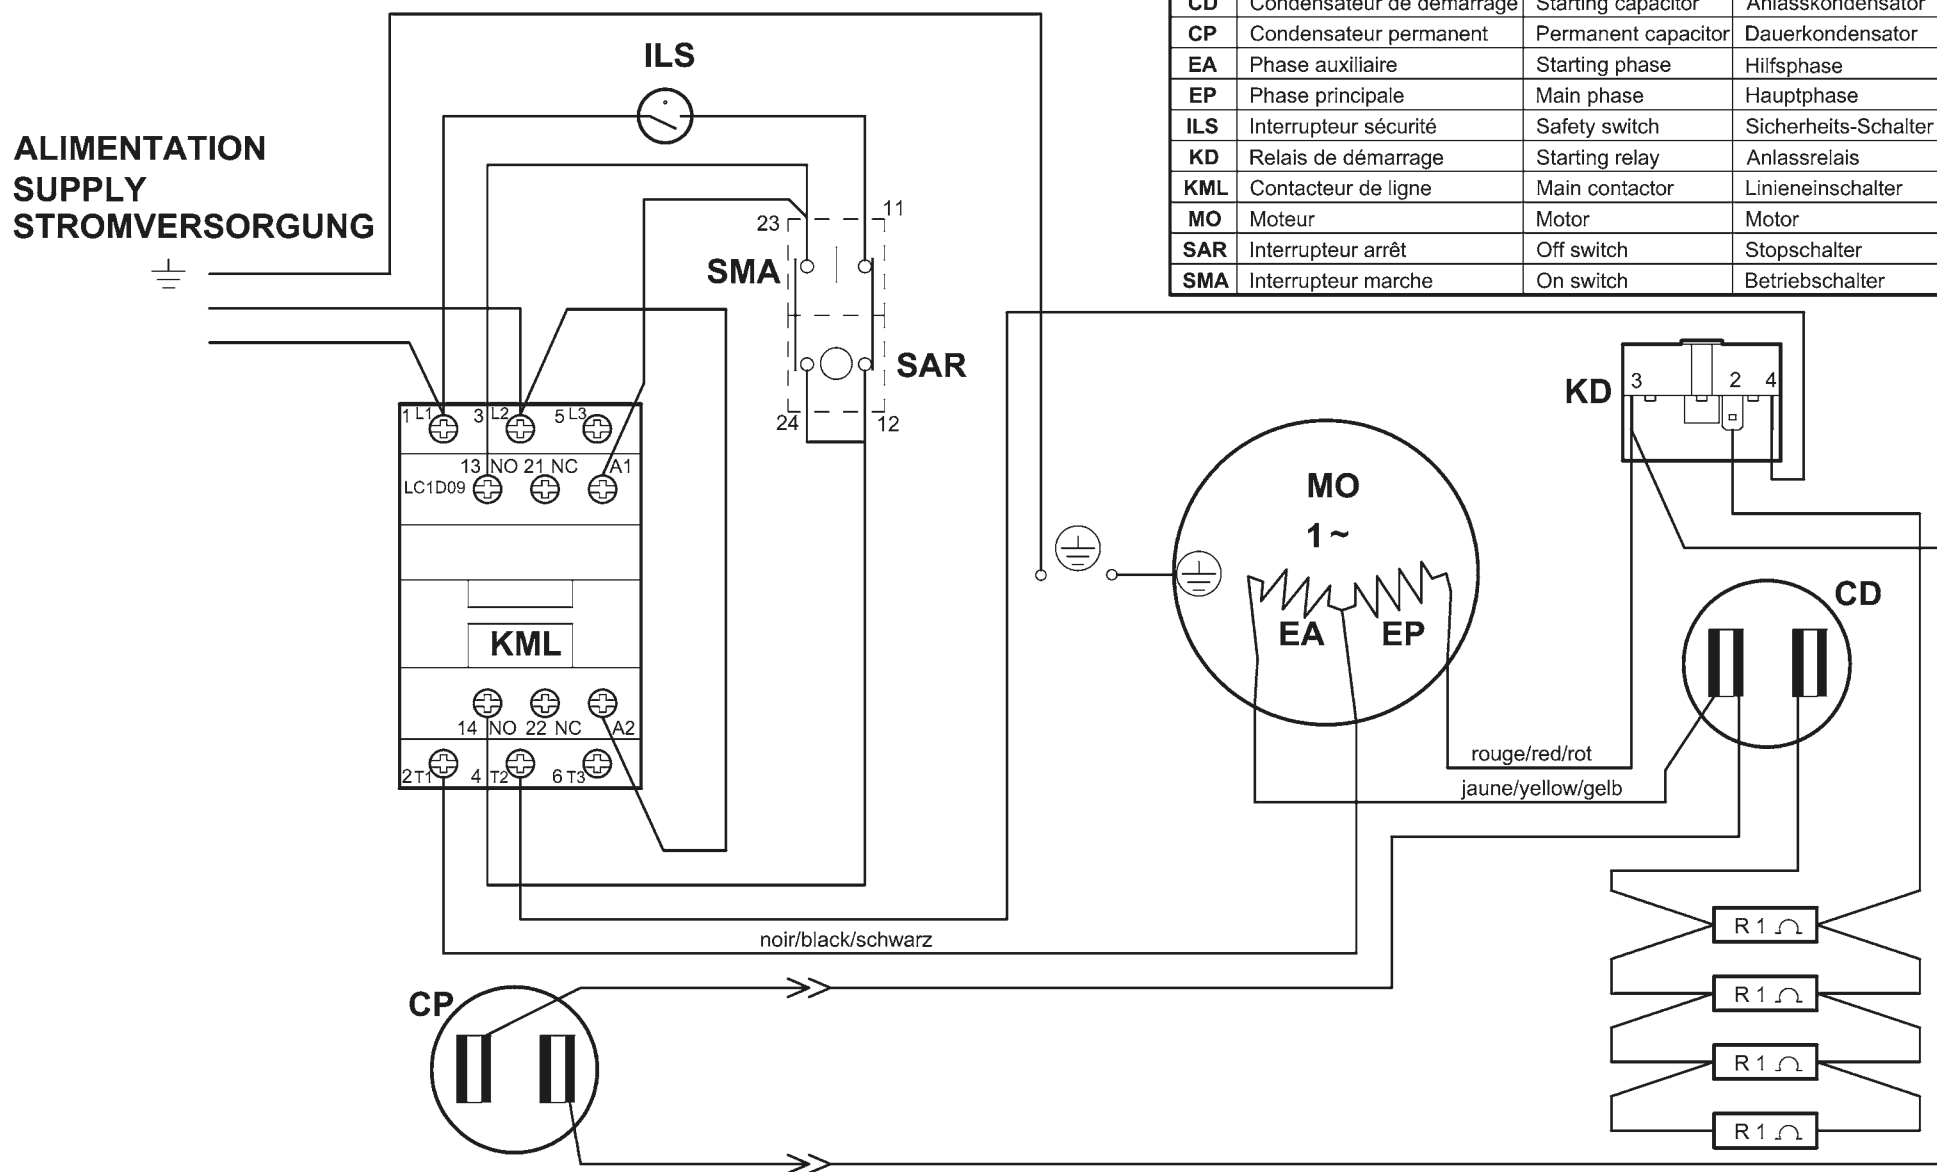 CD Condensateur de démarrage Starting capacitor Anlasskondensator
CP Condensateur permanent Permanent capacitor Dauerkondensator
EA Phase auxiliaire Starting phase Hilfsphase
EP Phase principale Main phase Hauptphase
ILS Interrupteur sécurité Safety switch Sicherheits-Schalter
KD Relais de démarrage Starting relay Anlassrelais
KML Contacteur de ligne Main contactor Linieneinschalter
MO Moteur Motor Motor
SAR Interrupteur arrêt Off switch Stopschalter
SMA Interrupteur marche On switch Betriebschalter
ILS
ALIMENTATION
SUPPLY
STROMVERSORGUNG
23
11
SMA
SAR
24
12
1 L1 3 L2 5 L3
13 NO 21 NC A1
LC1D09
KML
14 NO 22 NC A2
2 T1 4 T2 6 T3
KD
3 2 4
MO
1 ~
EA EP
CD
rouge/red/rot
jaune/yellow/gelb
noir/black/schwarz
CP
R 1 Ω
R 1 Ω
R 1 Ω
R 1 Ω